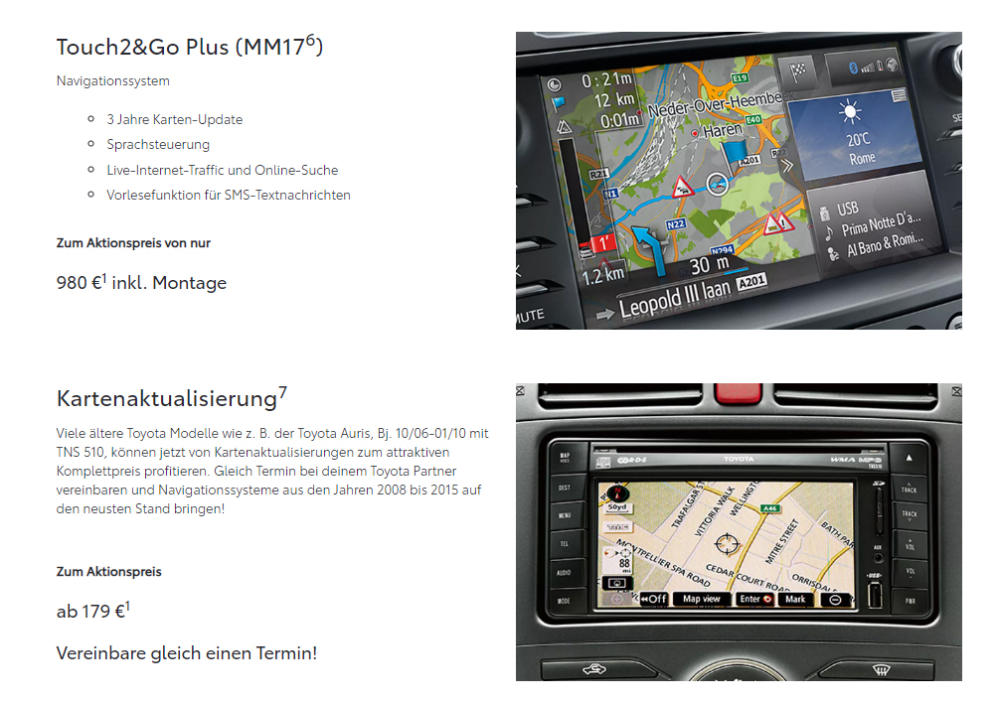 Touch2&Go Plus (MM17⁶)
Navigationssystem
3 Jahre Karten-Update
Sprachsteuerung
Live-Internet-Traffic und Online-Suche
Vorlesefunktion für SMS-Textnachrichten
Zum Aktionspreis von nur
980 €¹ inkl. Montage
0:21m
12 km
0:01m
E19
Neder-Over-Heembe
E40
Haren
A201
R21
N1
N22
N294
1'
1.2 km
30 m
Leopold III laan A201
20°C
Rome
USB
Prima Notte D'a...
Al Bano & Romi...
MUTE
Kartenaktualisierung⁷
Viele ältere Toyota Modelle wie z. B. der Toyota Auris, Bj. 10/06-01/10 mit
TNS 510, können jetzt von Kartenaktualisierungen zum attraktiven
Komplettpreis profitieren. Gleich Termin bei deinem Toyota Partner
vereinbaren und Navigationssysteme aus den Jahren 2008 bis 2015 auf
den neusten Stand bringen!
Zum Aktionspreis
ab 179 €¹
Vereinbare gleich einen Termin!
MAP
VOICE
DEST
MENU
TEL
AUDIO
MODE
R·D·S
TOYOTA
WMA MP3
TNS510
TRACK
TRACK
VOL
VOL
PWR
AUX
USB
50yd
88
mi
TRAFALGAR ST
VITTORIA WALK
WELLINGTO
A46
MITRE STREET
BATH PAR
MONTPELLIER SPA ROAD
CEDAR COURT ROAD
ORRISDALE
Off
Map view
Enter
Mark